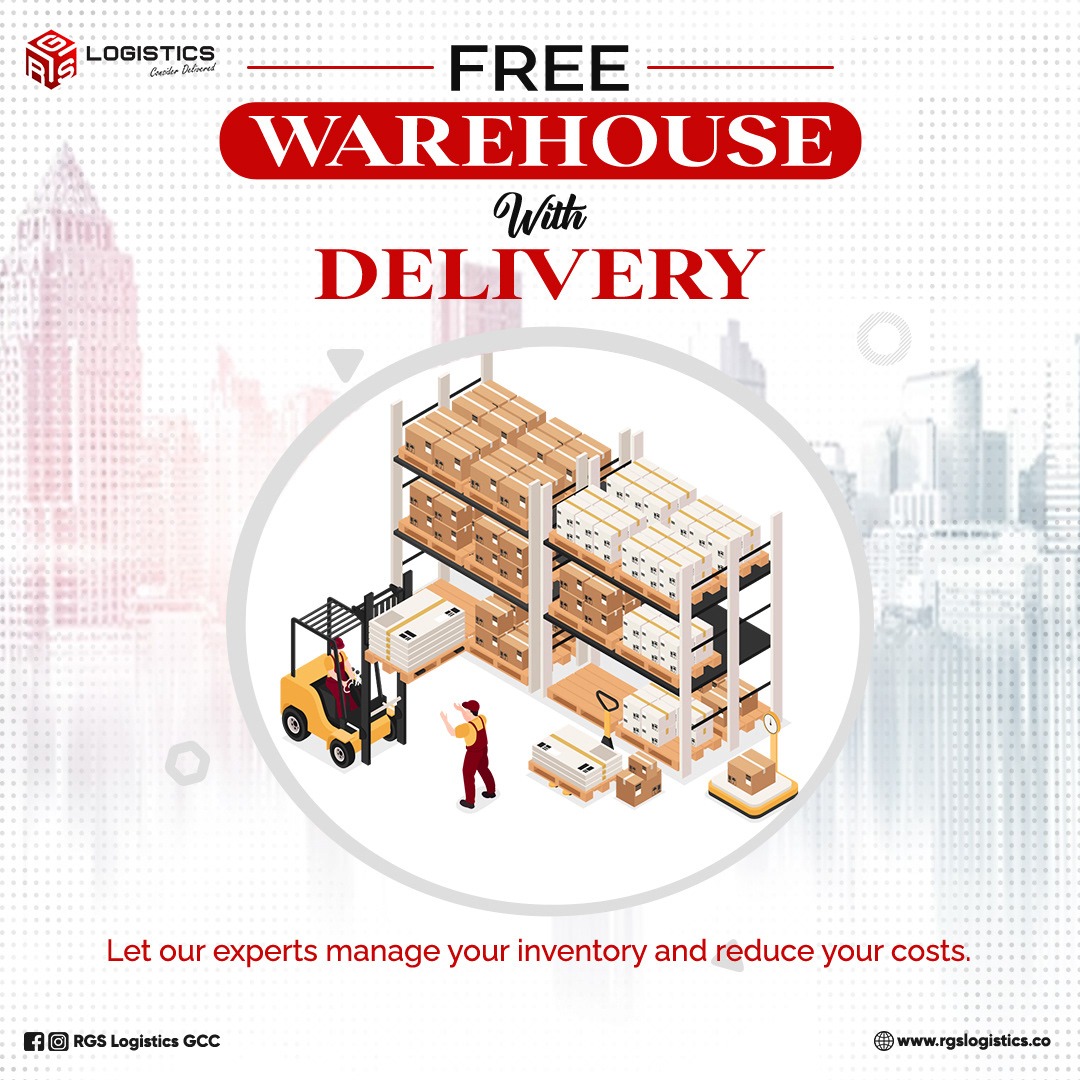 RGS
LOGISTICS
Consider Delivered
FREE
WAREHOUSE
With
DELIVERY
Let our experts manage your inventory and reduce your costs.
RGS Logistics GCC
www.rgslogistics.co